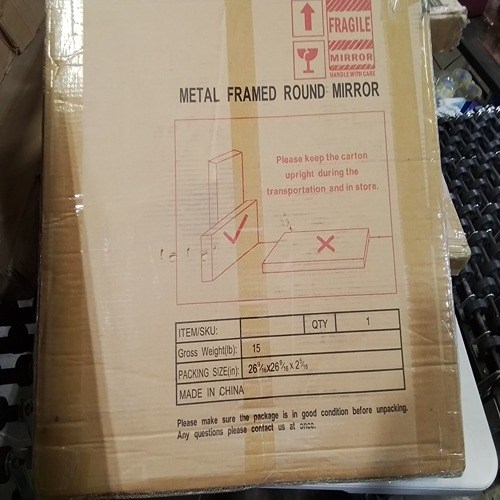 FRAGILE
MIRROR
HANDLE WITH CARE
METAL FRAMED ROUND MIRROR
Please keep the carton
upright during the
transportation and in store.
ITEM/SKU: QTY 1
Gross Weight(lb): 15
PACKING SIZE(in):
MADE IN CHINA
Please make sure the package is in good condition before unpacking.
Any questions please contact us at once.